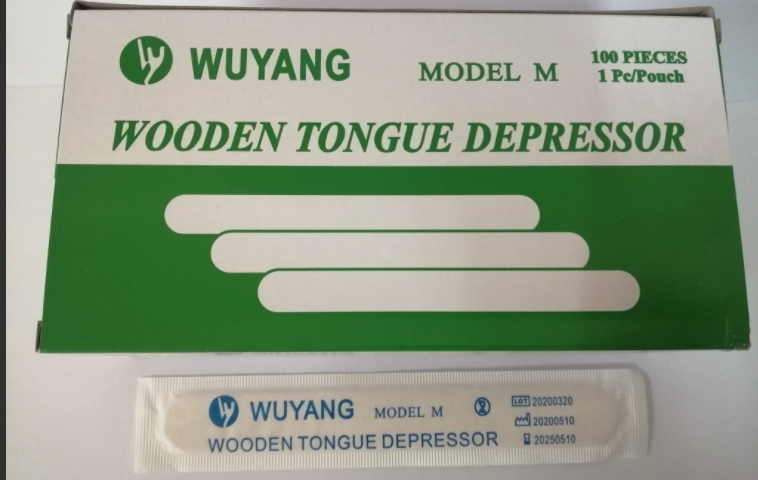 WUYANG
MODEL M
100 PIECES
1 Pc/Pouch
WOODEN TONGUE DEPRESSOR
WUYANG MODEL M
WOODEN TONGUE DEPRESSOR
LOT 20200320
20200510
20250510